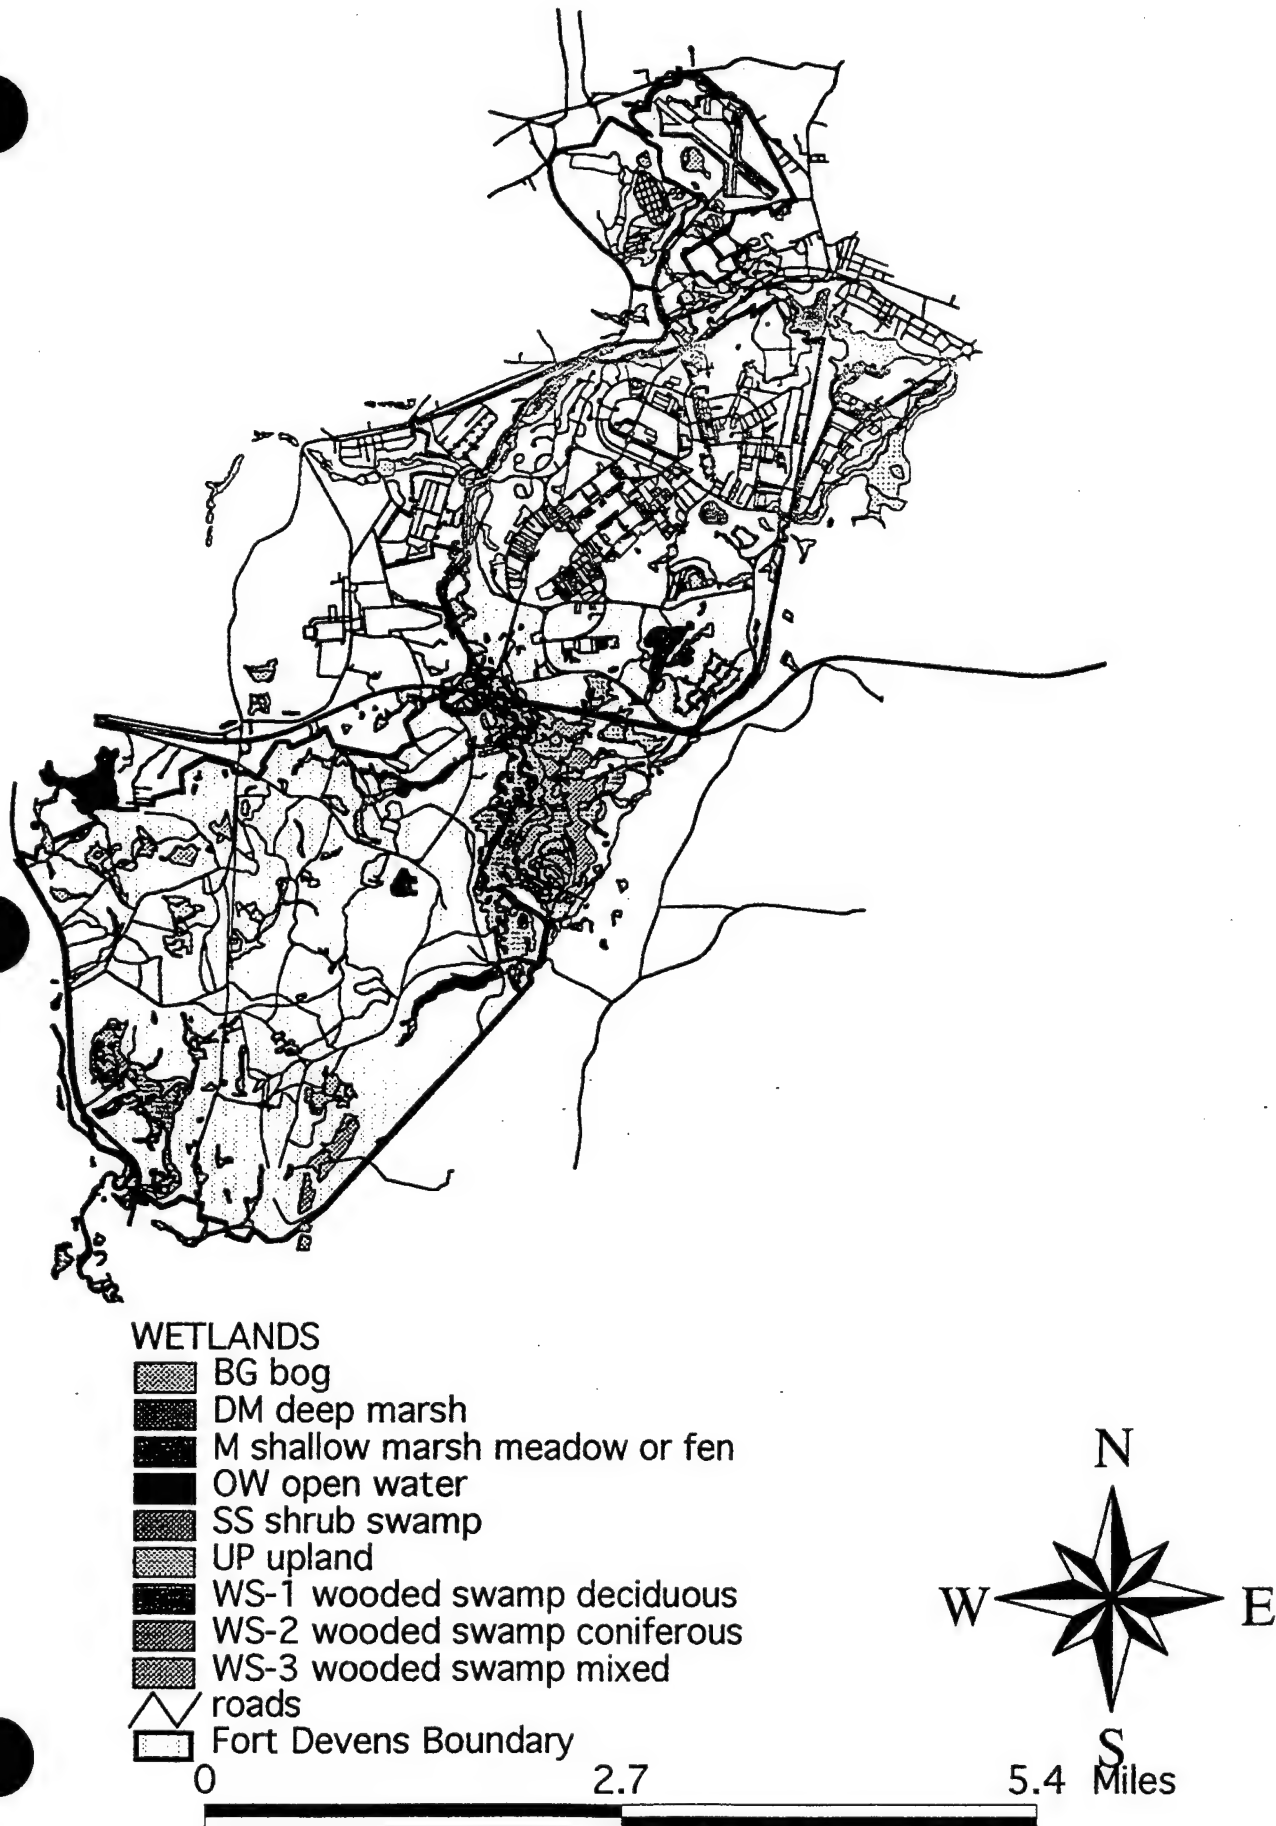 WETLANDS
BG bog
DM deep marsh
M shallow marsh meadow or fen
OW open water
SS shrub swamp
UP upland
WS-1 wooded swamp deciduous
WS-2 wooded swamp coniferous
WS-3 wooded swamp mixed
roads
Fort Devens Boundary
N
W E
S
0 2.7 5.4 Miles